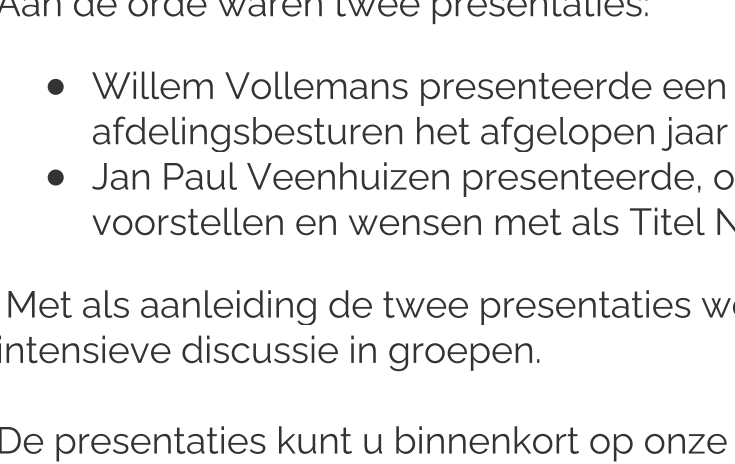 Aan de orde waren twee presentaties:
● Willem Vollemans presenteerde een
afdelingsbesturen het afgelopen jaar
● Jan Paul Veenhuizen presenteerde,
voorstellen en wensen met als Titel
Met als aanleiding de twee presentaties
intensieve discussie in groepen.
De presentaties kunt u binnenkort op onze